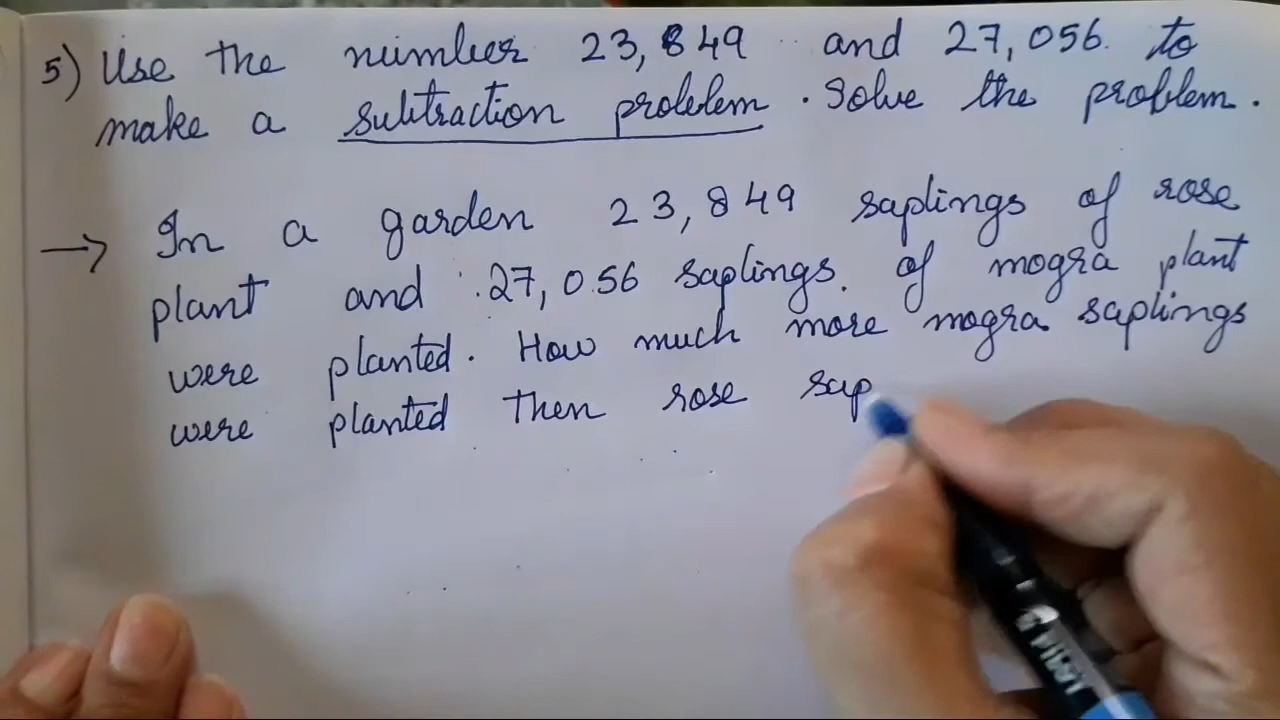 5) Use the number 23,849 and 27,056 to
make a subtraction problem. Solve the problem.
→ In a garden 23,849 saplings of rose
plant and 27,056 saplings of mogra plant
were planted. How much more mogra saplings
were planted then rose sap
PILOT